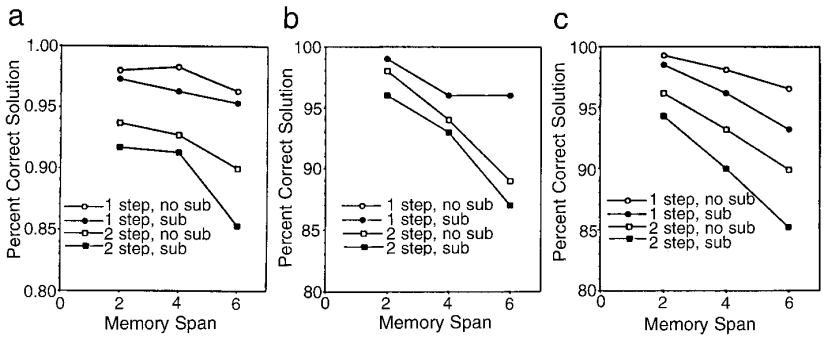 a
Percent Correct Solution
1.00
0.95
0.90
0.85
0.80
1 step, no sub
1 step, sub
2 step, no sub
2 step, sub
0 2 4 6
Memory Span
b
Percent Correct Solution
100
95
90
85
80
1 step, no sub
1 step, sub
2 step, no sub
2 step, sub
0 2 4 6
Memory Span
c
Percent Correct Solution
100
95
90
85
80
1 step, no sub
1 step, sub
2 step, no sub
2 step, sub
0 2 4 6
Memory Span